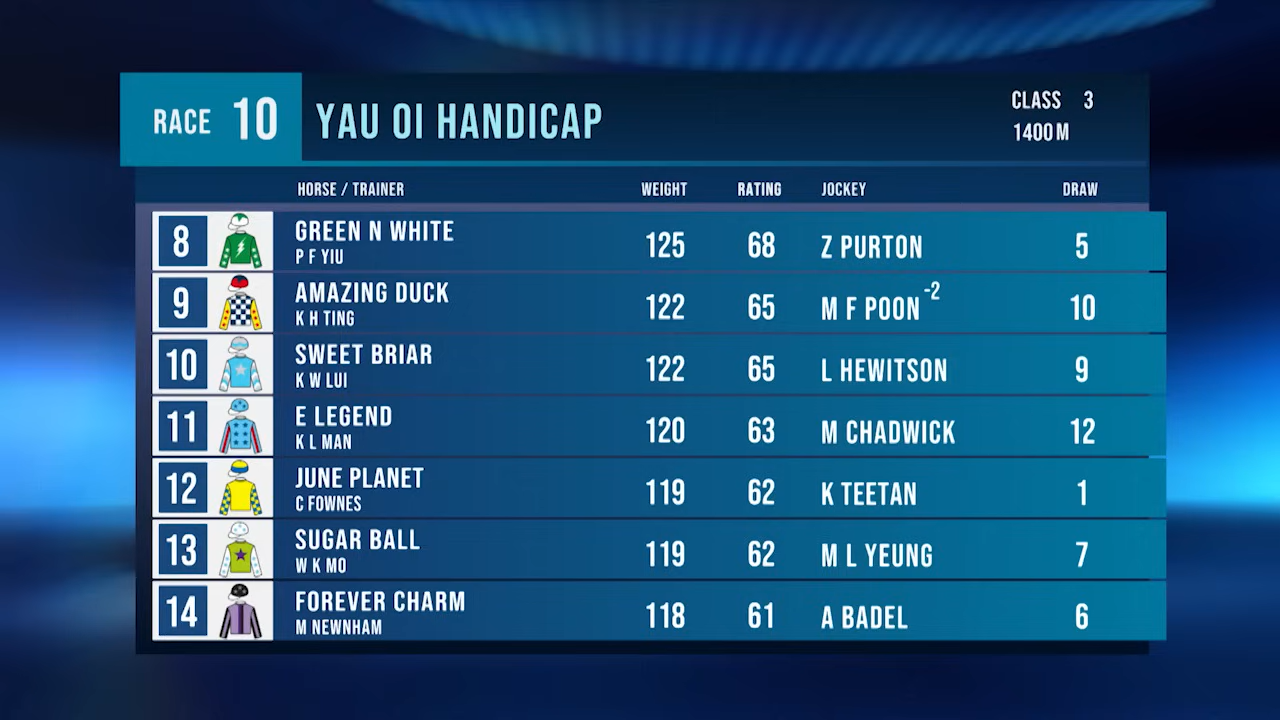 RACE 10 YAU OI HANDICAP CLASS 3
1400M
HORSE / TRAINER WEIGHT RATING JOCKEY DRAW
8 GREEN N WHITE 125 68 Z PURTON 5
P F YIU
9 AMAZING DUCK 122 65 M F POON -2 10
K H TING
10 SWEET BRIAR 122 65 L HEWITSON 9
K W LUI
11 E LEGEND 120 63 M CHADWICK 12
K L MAN
12 JUNE PLANET 119 62 K TEETAN 1
C FOWNES
13 SUGAR BALL 119 62 M L YEUNG 7
W K MO
14 FOREVER CHARM 118 61 A BADEL 6
M NEWNHAM